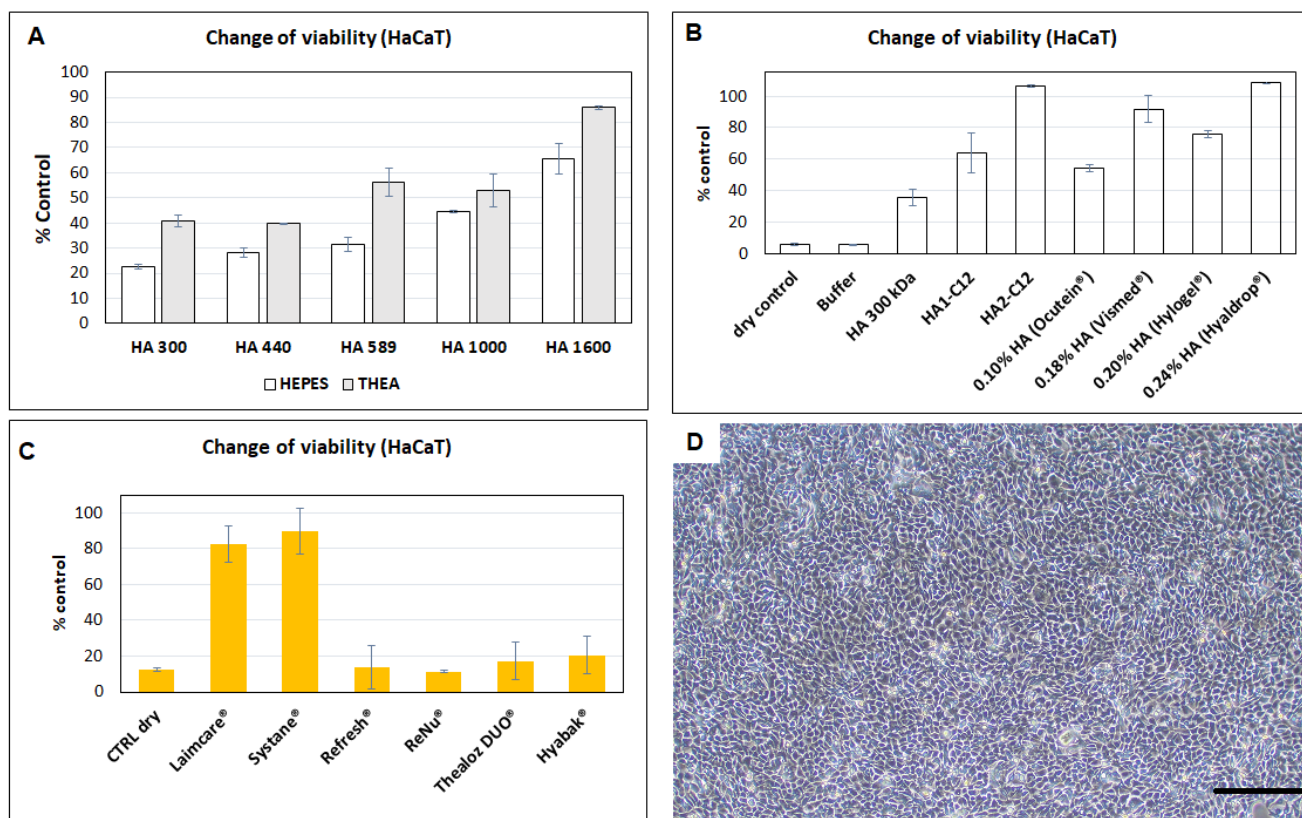 A
Change of viability (HaCaT)
% Control
100
90
80
70
60
50
40
30
20
10
0
HA 300 HA 440 HA 589 HA 1000 HA 1600
HEPES THEA
B
Change of viability (HaCaT)
% control
100
80
60
40
20
0
dry control
Buffer
HA 300 kDa
HA1-C12
HA2-C12
0.10% HA (Ocutein®)
0.18% HA (Vismed®)
0.20% HA (Hylogel®)
0.24% HA (Hyaldrop®)
C
Change of viability (HaCaT)
% control
100
80
60
40
20
0
CTRL dry
Laimcare®
Systane®
Refresh®
ReNu®
Thealoz DUO®
Hyabak®
D